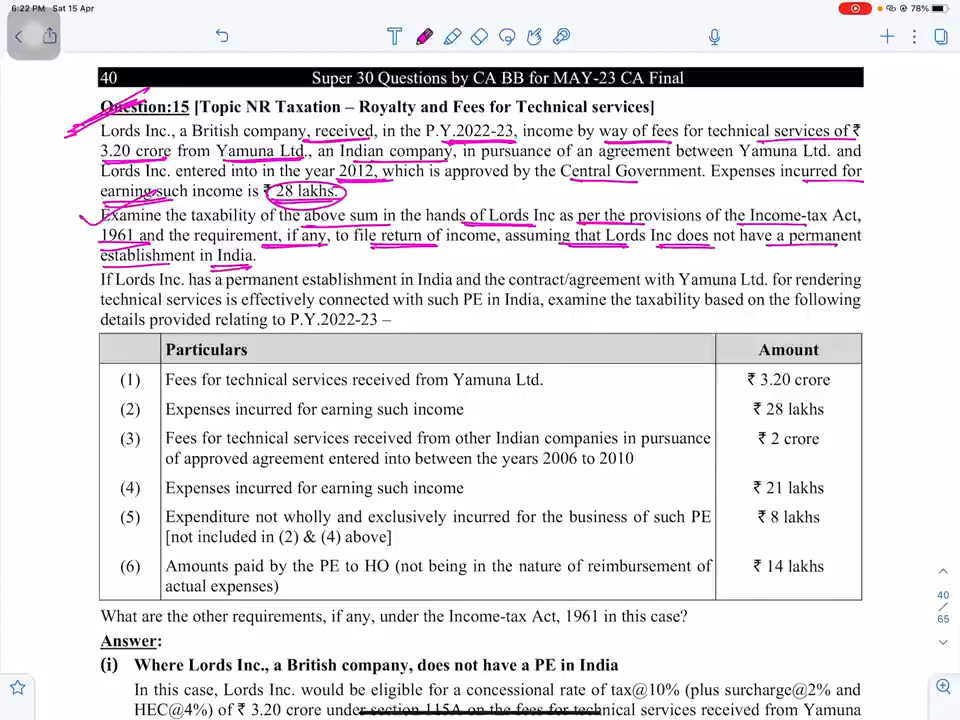 6:22 PM Sat 15 Apr
78%
40 Super 30 Questions by CA BB for MAY-23 CA Final
Question:15 [Topic NR Taxation – Royalty and Fees for Technical services]
Lords Inc., a British company, received, in the P.Y.2022-23, income by way of fees for technical services of ₹
3.20 crore from Yamuna Ltd., an Indian company, in pursuance of an agreement between Yamuna Ltd. and
Lords Inc. entered into in the year 2012, which is approved by the Central Government. Expenses incurred for
earning such income is ₹ 28 lakhs.
Examine the taxability of the above sum in the hands of Lords Inc as per the provisions of the Income-tax Act,
1961 and the requirement, if any, to file return of income, assuming that Lords Inc does not have a permanent
establishment in India.
If Lords Inc. has a permanent establishment in India and the contract/agreement with Yamuna Ltd. for rendering
technical services is effectively connected with such PE in India, examine the taxability based on the following
details provided relating to P.Y.2022-23 –
Particulars Amount
(1) Fees for technical services received from Yamuna Ltd. ₹ 3.20 crore
(2) Expenses incurred for earning such income ₹ 28 lakhs
(3) Fees for technical services received from other Indian companies in pursuance ₹ 2 crore
of approved agreement entered into between the years 2006 to 2010
(4) Expenses incurred for earning such income ₹ 21 lakhs
(5) Expenditure not wholly and exclusively incurred for the business of such PE ₹ 8 lakhs
[not included in (2) & (4) above]
(6) Amounts paid by the PE to HO (not being in the nature of reimbursement of ₹ 14 lakhs
actual expenses)
40
/
65
What are the other requirements, if any, under the Income-tax Act, 1961 in this case?
Answer:
(i) Where Lords Inc., a British company, does not have a PE in India
In this case, Lords Inc. would be eligible for a concessional rate of tax@10% (plus surcharge@2% and
HEC@4%) of ₹ 3.20 crore under section 115A on the fees for technical services received from Yamuna